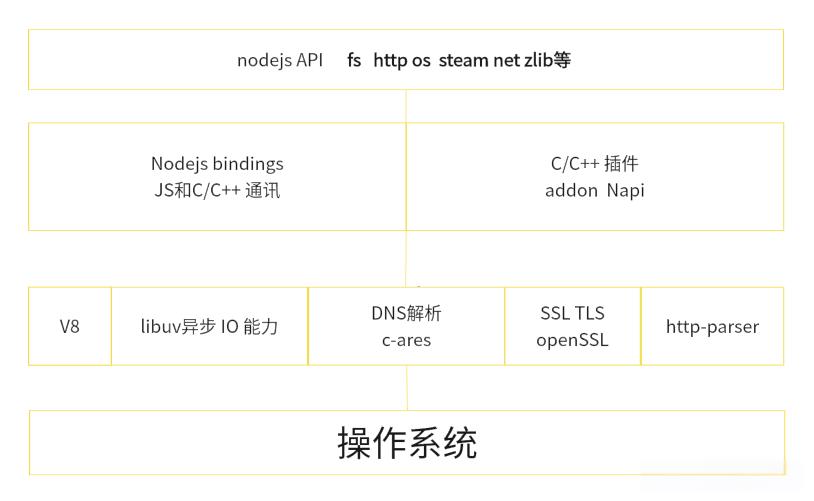 nodejs API fs http os steam net zlib等
Nodejs bindings
JS和C/C++ 通讯
C/C++ 插件
addon Napi
V8
libuv异步 IO 能力
DNS解析
c-ares
SSL TLS
openSSL
http-parser
操作系统